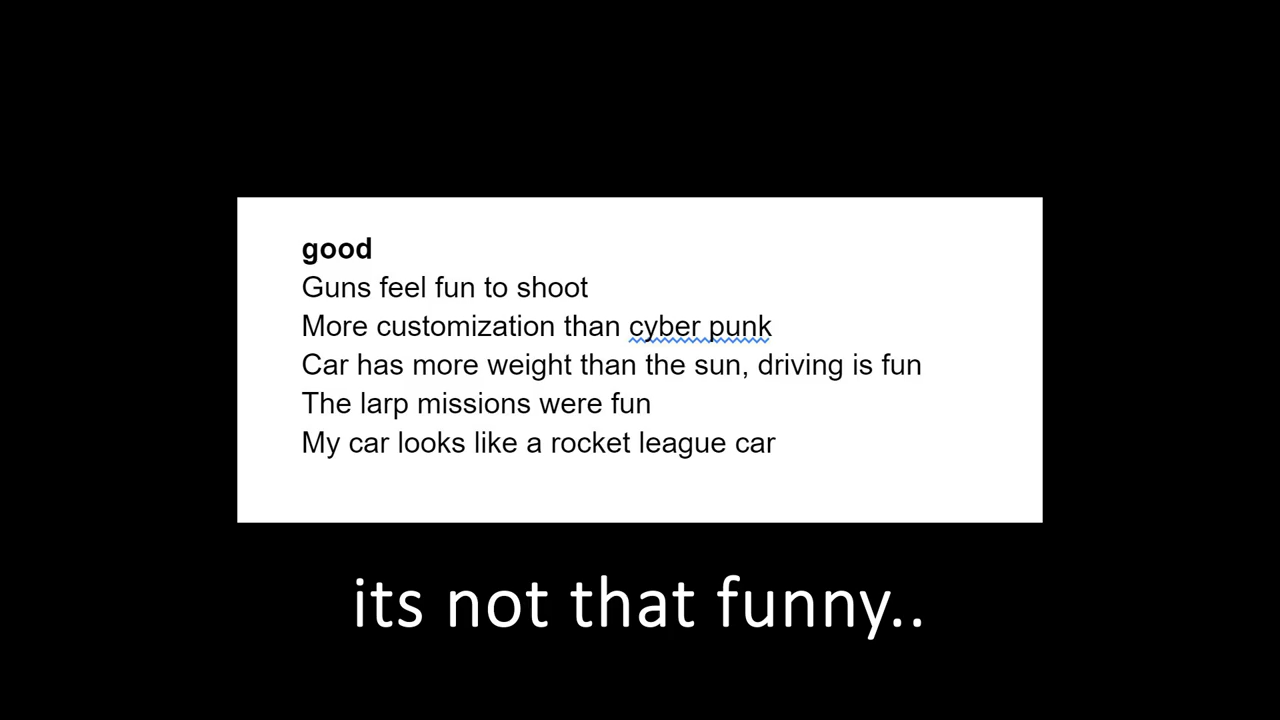 good
Guns feel fun to shoot
More customization than cyber punk
Car has more weight than the sun, driving is fun
The larp missions were fun
My car looks like a rocket league car
its not that funny..